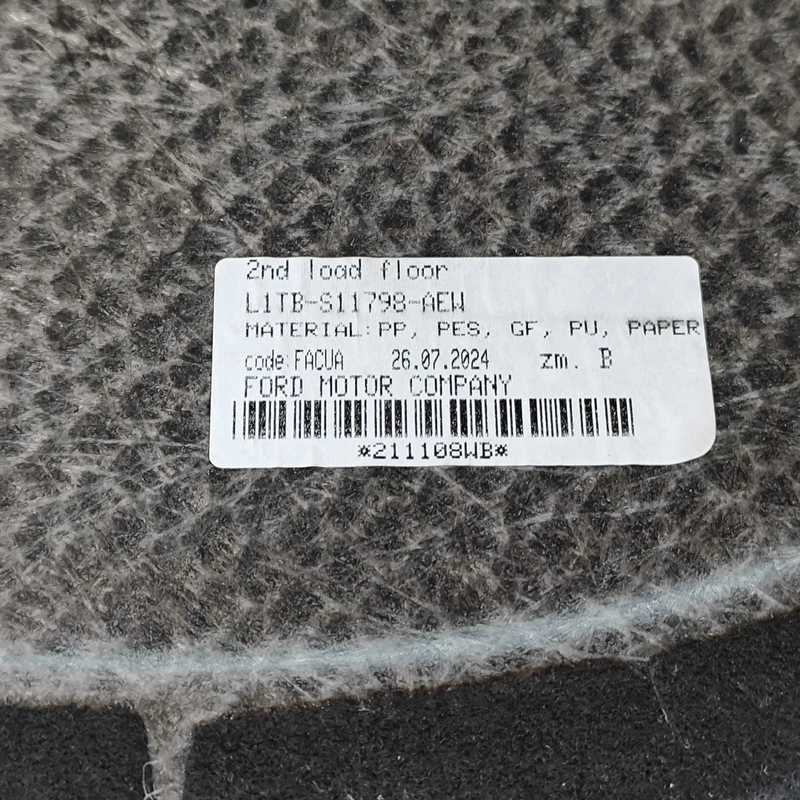 2nd load floor
L1TB-S11798-AEW
MATERIAL: PP, PES, GF, PU, PAPER
code: FACUA 26.07.2024 zm. B
FORD MOTOR COMPANY
*211108WB*